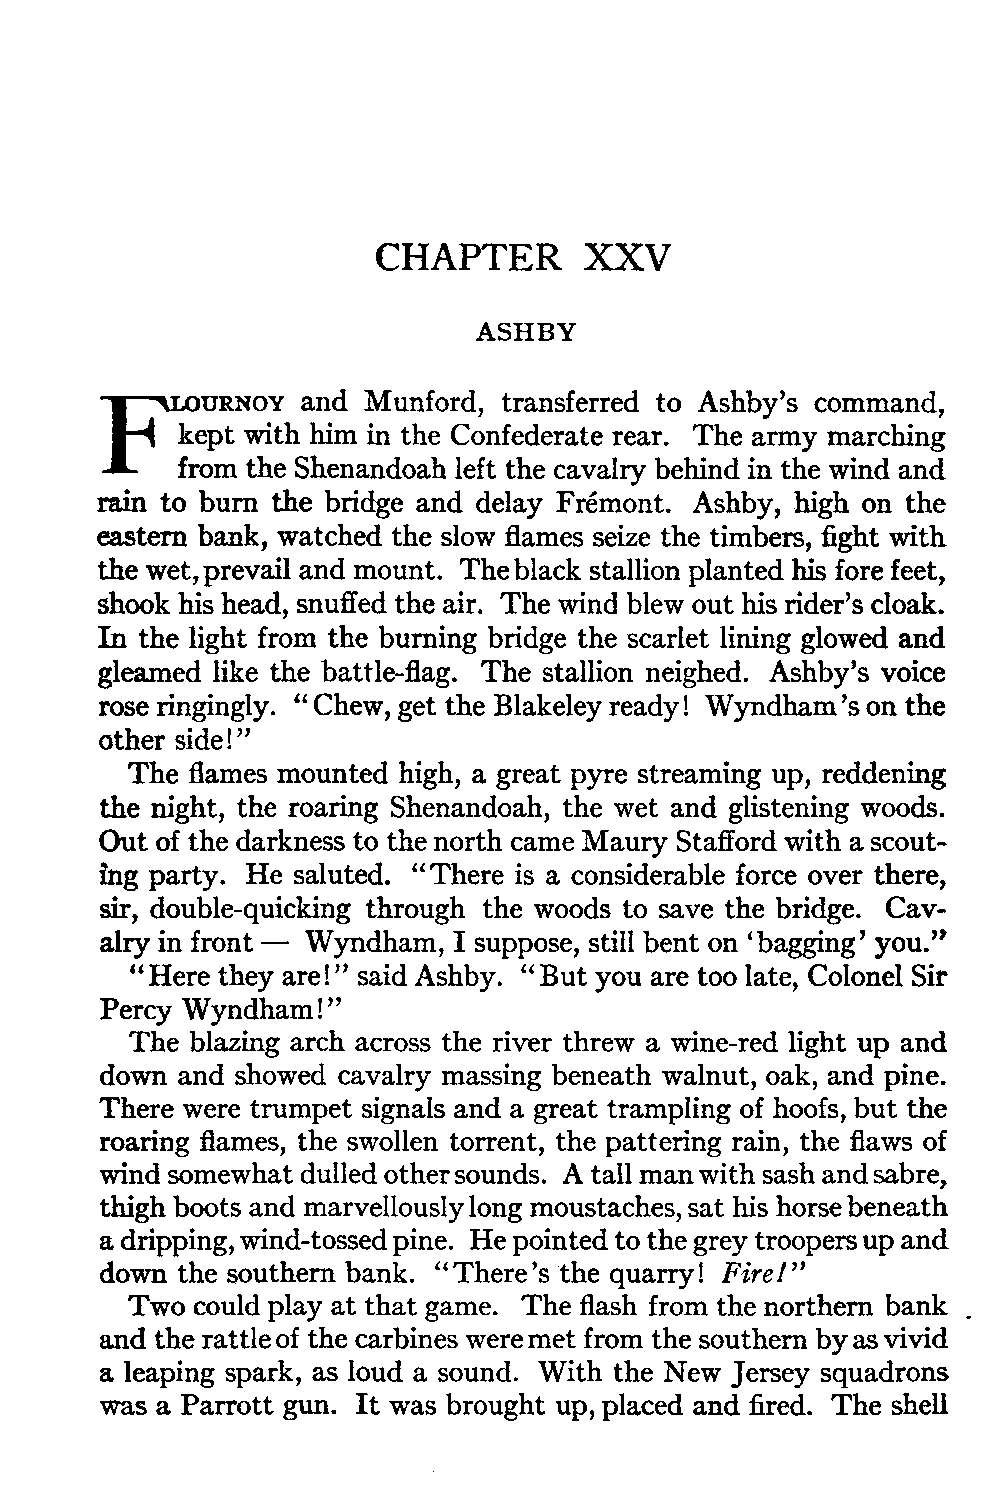 CHAPTER XXV
ASHBY
FLOURNOY and Munford, transferred to Ashby's command,
kept with him in the Confederate rear. The army marching
from the Shenandoah left the cavalry behind in the wind and
rain to burn the bridge and delay Frémont. Ashby, high on the
eastern bank, watched the slow flames seize the timbers, fight with
the wet, prevail and mount. The black stallion planted his fore feet,
shook his head, snuffed the air. The wind blew out his rider's cloak.
In the light from the burning bridge the scarlet lining glowed and
gleamed like the battle-flag. The stallion neighed. Ashby's voice
rose ringingly. "Chew, get the Blakeley ready! Wyndham's on the
other side!"
The flames mounted high, a great pyre streaming up, reddening
the night, the roaring Shenandoah, the wet and glistening woods.
Out of the darkness to the north came Maury Stafford with a scout-
ing party. He saluted. "There is a considerable force over there,
sir, double-quicking through the woods to save the bridge. Cav-
alry in front — Wyndham, I suppose, still bent on 'bagging' you."
"Here they are!" said Ashby. "But you are too late, Colonel Sir
Percy Wyndham!"
The blazing arch across the river threw a wine-red light up and
down and showed cavalry massing beneath walnut, oak, and pine.
There were trumpet signals and a great trampling of hoofs, but the
roaring flames, the swollen torrent, the pattering rain, the flaws of
wind somewhat dulled other sounds. A tall man with sash and sabre,
thigh boots and marvellously long moustaches, sat his horse beneath
a dripping, wind-tossed pine. He pointed to the grey troopers up and
down the southern bank. "There's the quarry! Fire!"
Two could play at that game. The flash from the northern bank
and the rattle of the carbines were met from the southern by as vivid
a leaping spark, as loud a sound. With the New Jersey squadrons
was a Parrott gun. It was brought up, placed and fired. The shell